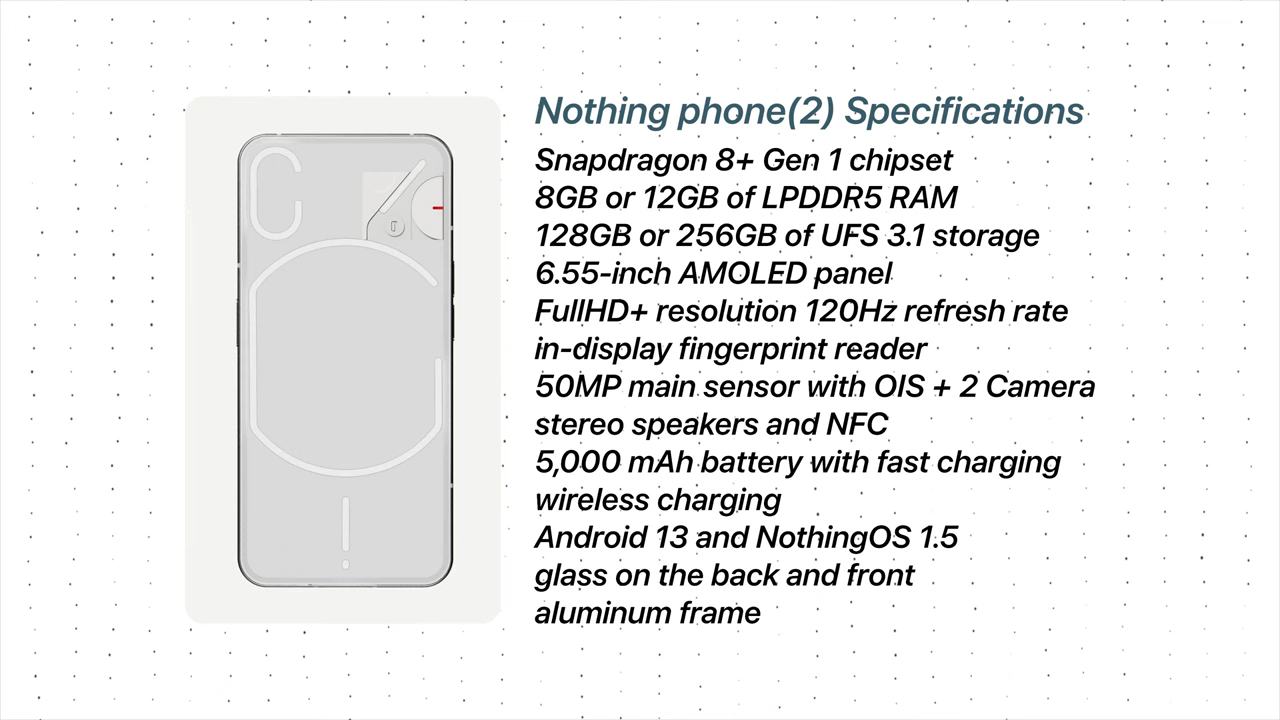 Nothing phone(2) Specifications
Snapdragon 8+ Gen 1 chipset
8GB or 12GB of LPDDR5 RAM
128GB or 256GB of UFS 3.1 storage
6.55-inch AMOLED panel
FullHD+ resolution 120Hz refresh rate
in-display fingerprint reader
50MP main sensor with OIS + 2 Camera
stereo speakers and NFC
5,000 mAh battery with fast charging
wireless charging
Android 13 and NothingOS 1.5
glass on the back and front
aluminum frame